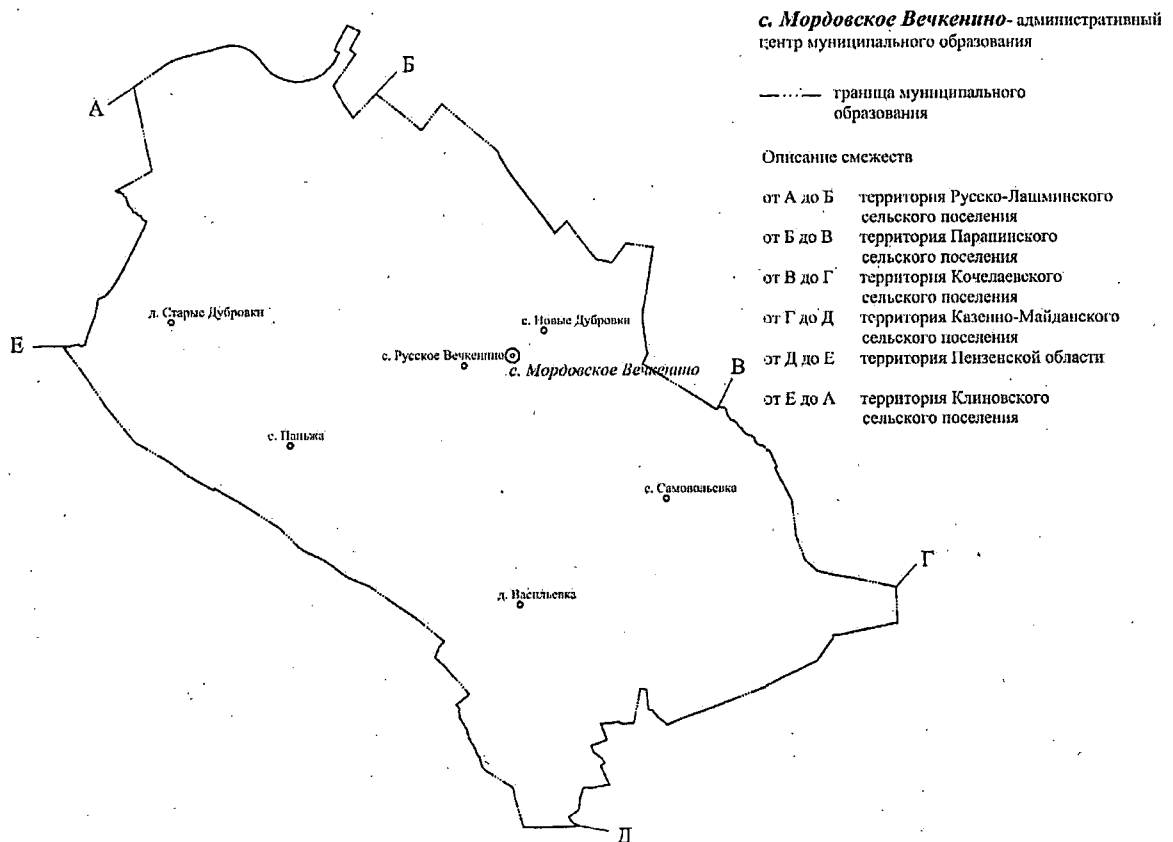 с. Мордовское Вечкенино- административный
центр муниципального образования
граница муниципального
образования
Описание смежеств
от А до Б территория Русско-Лашминского
сельского поселения
от Б до В территория Парапинского
сельского поселения
от В до Г территория Кочелаевского
сельского поселения
от Г до Д территория Казенно-Майданского
сельского поселения
от Д до Е территория Пензенской области
от Е до А территория Клиновского
сельского поселения
А
Б
Е
д. Старые Дубровки
с. Новые Дубровки
с. Русское Вечкенино
с. Мордовское Вечкенино
В
с. Паньжа
с. Самовольевка
Г
д. Васильевка
Д